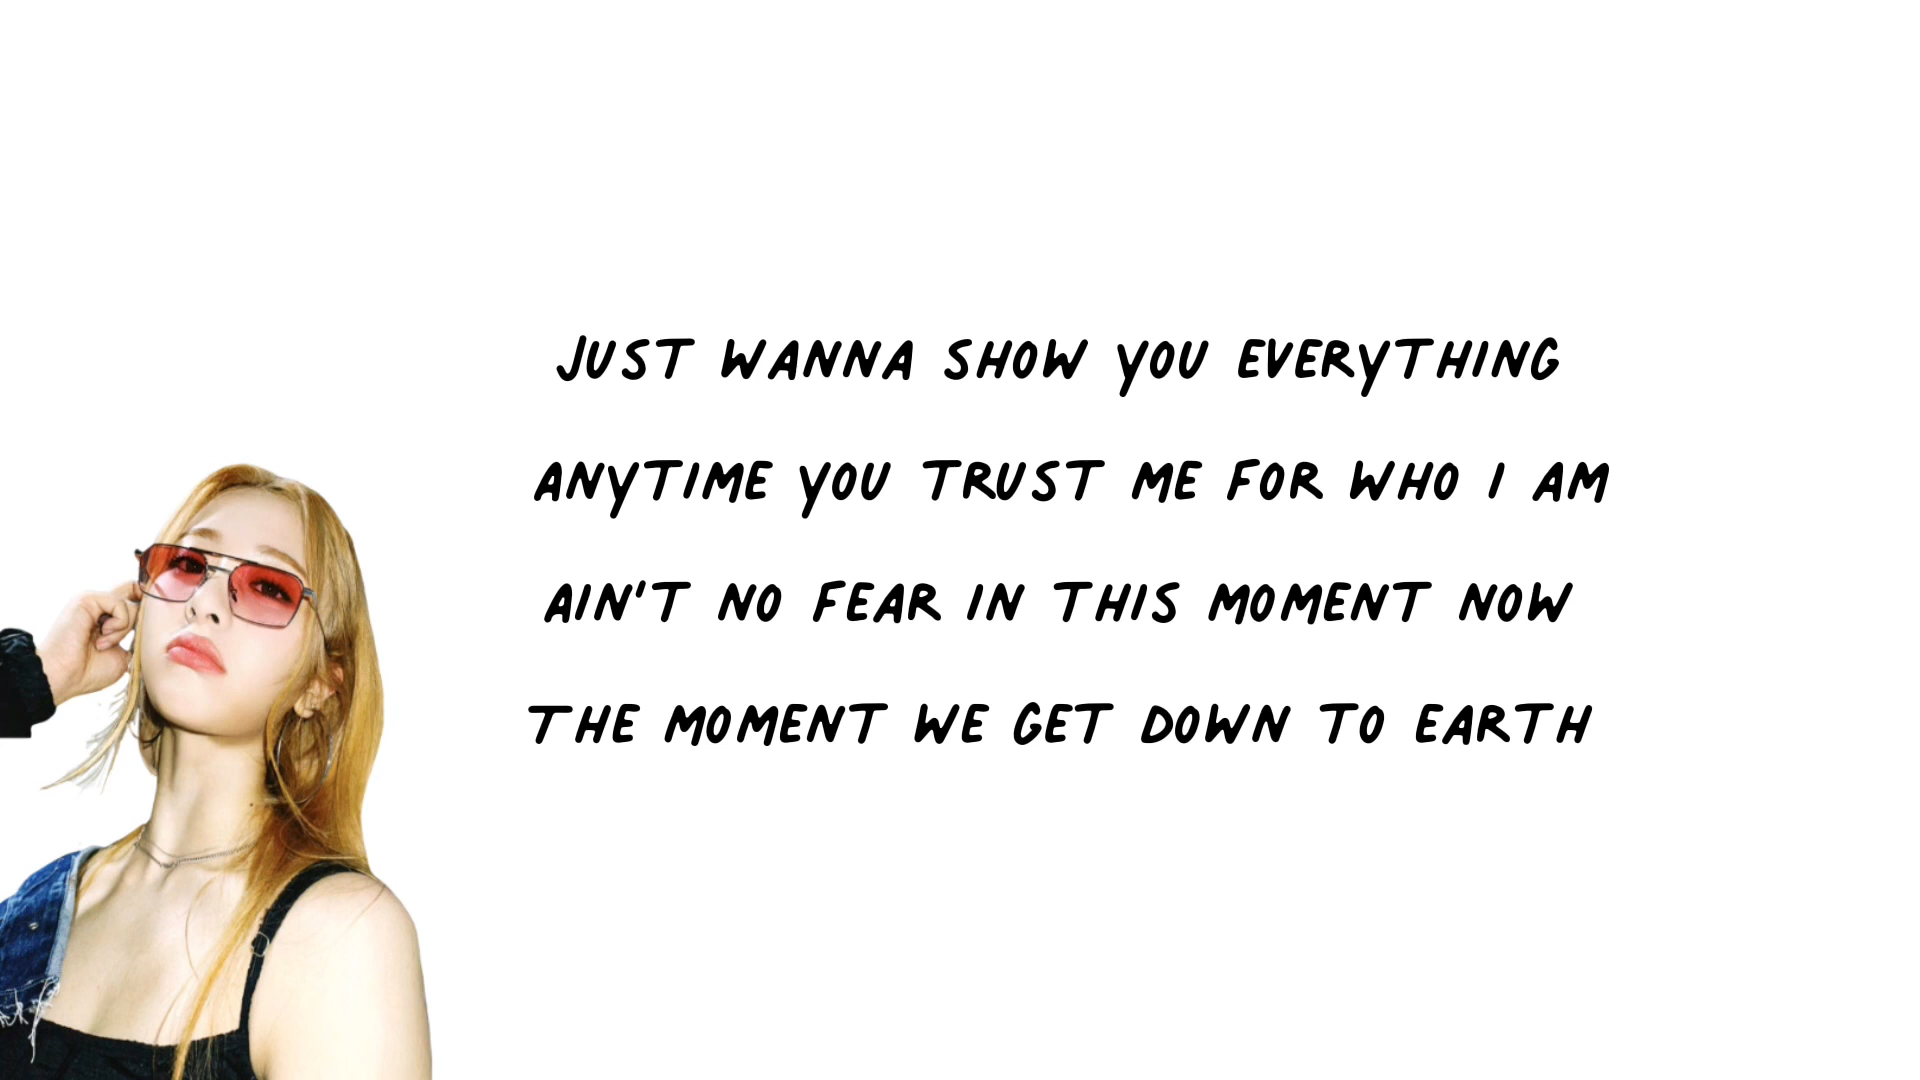 JUST WANNA SHOW YOU EVERYTHING
ANYTIME YOU TRUST ME FOR WHO I AM
AIN'T NO FEAR IN THIS MOMENT NOW
THE MOMENT WE GET DOWN TO EARTH